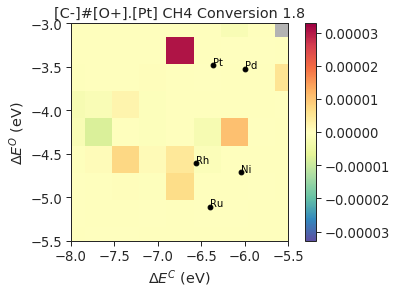 [C-]#[O+].[Pt] CH4 Conversion 1.8
−3.0
−3.5
−4.0
−4.5
−5.0
−5.5
ΔE^O (eV)
Pt
Pd
Rh
Ni
Ru
−8.0 −7.5 −7.0 −6.5 −6.0 −5.5
ΔE^C (eV)
0.00003
0.00002
0.00001
0.00000
−0.00001
−0.00002
−0.00003